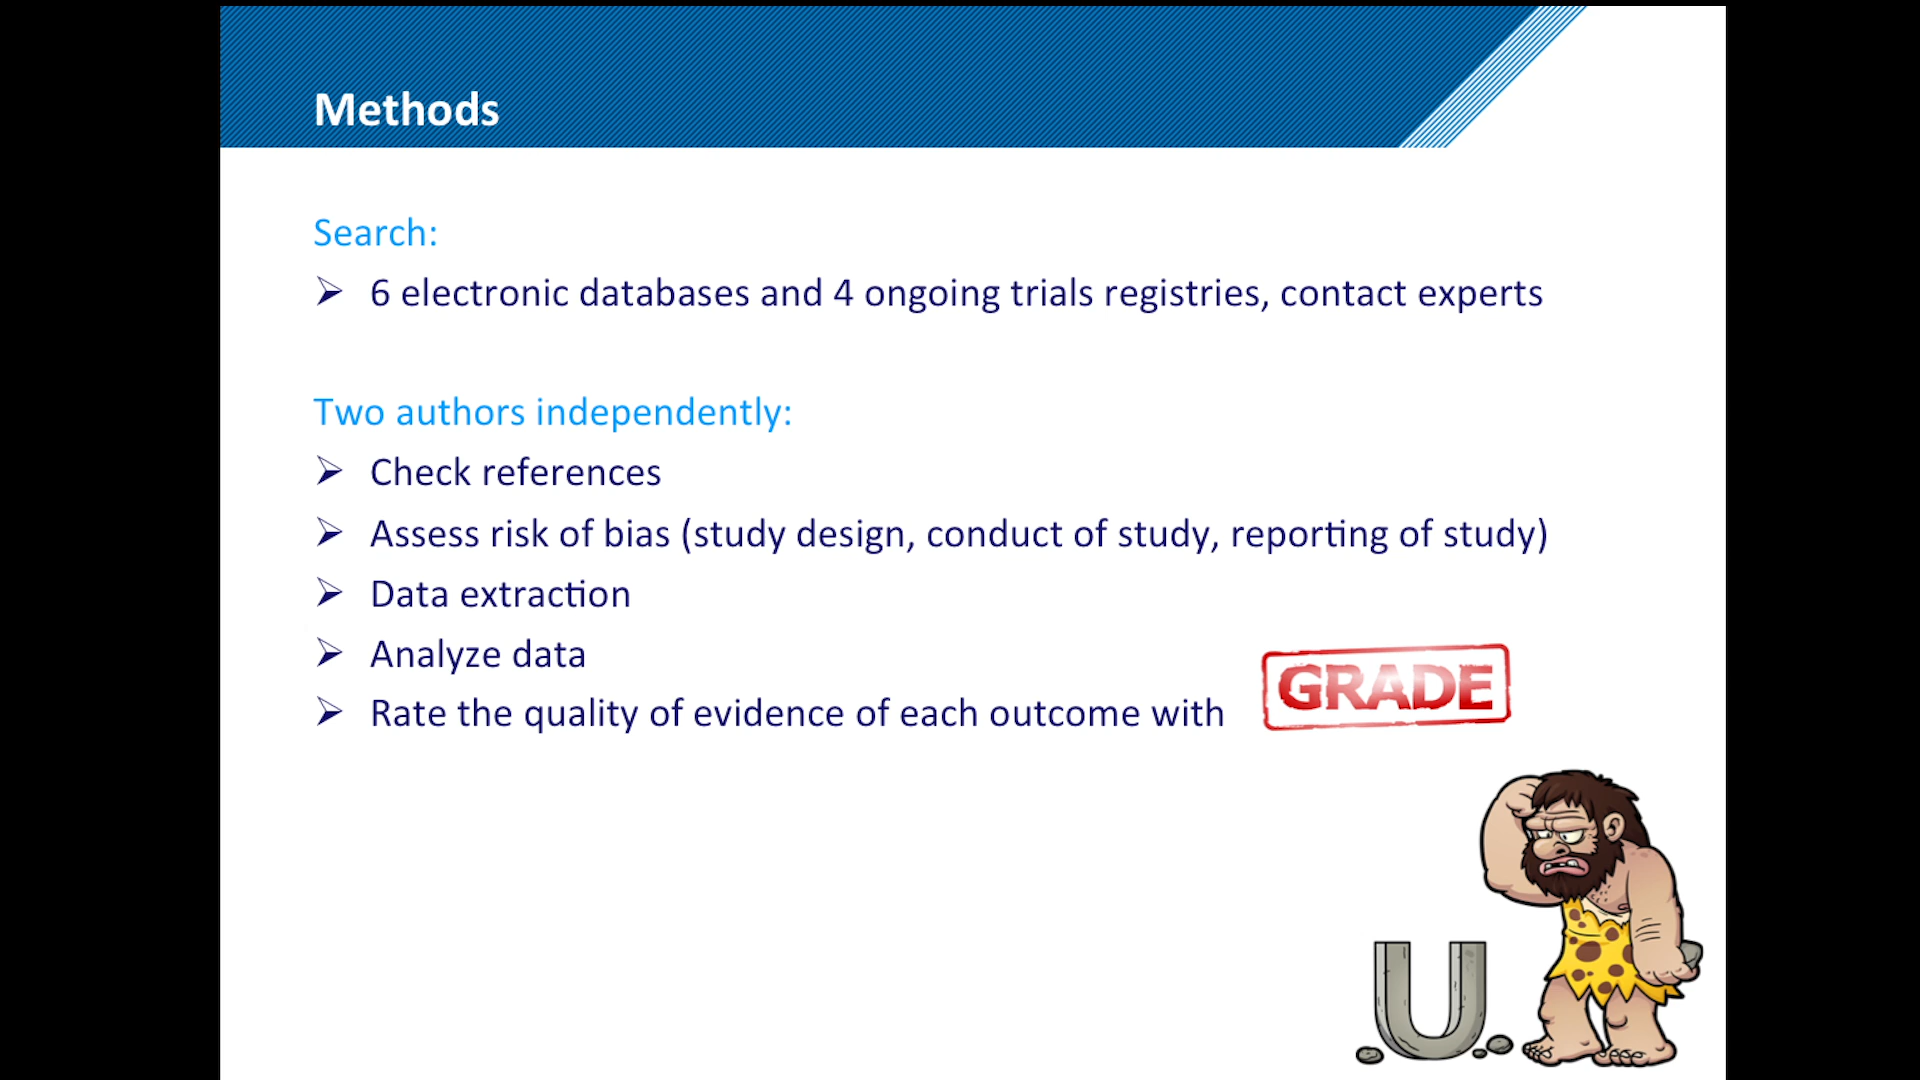 Methods
Search:
➢ 6 electronic databases and 4 ongoing trials registries, contact experts
Two authors independently:
➢ Check references
➢ Assess risk of bias (study design, conduct of study, reporting of study)
➢ Data extraction
➢ Analyze data
➢ Rate the quality of evidence of each outcome with GRADE
U